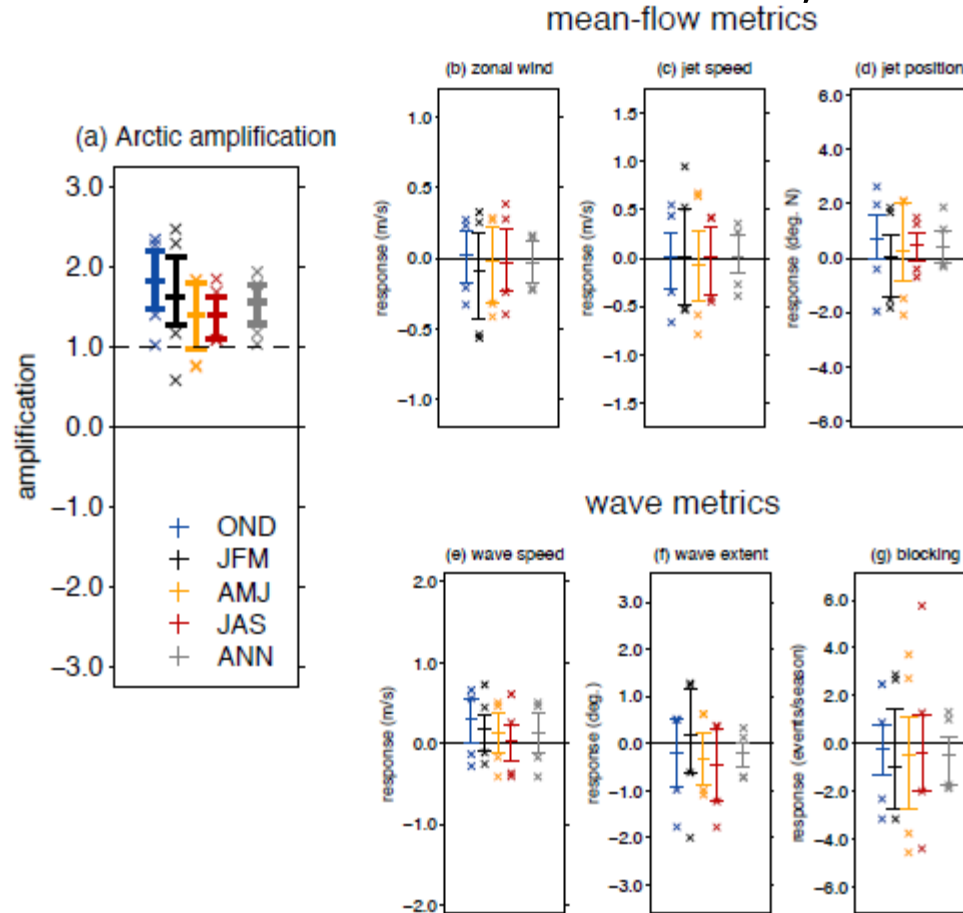 mean-flow metrics
(a) Arctic amplification
amplification
3.0
2.0
1.0
0.0
−1.0
−2.0
−3.0
OND
JFM
AMJ
JAS
ANN
(b) zonal wind
response (m/s)
1.0
0.5
0.0
−0.5
−1.0
(c) jet speed
response (m/s)
1.5
1.0
0.5
0.0
−0.5
−1.0
−1.5
(d) jet position
response (deg. N)
6.0
4.0
2.0
0.0
−2.0
−4.0
−6.0
wave metrics
(e) wave speed
response (m/s)
2.0
1.0
0.0
−1.0
−2.0
(f) wave extent
response (deg.)
3.0
2.0
1.0
0.0
−1.0
−2.0
−3.0
(g) blocking
response (events/season)
6.0
4.0
2.0
0.0
−2.0
−4.0
−6.0